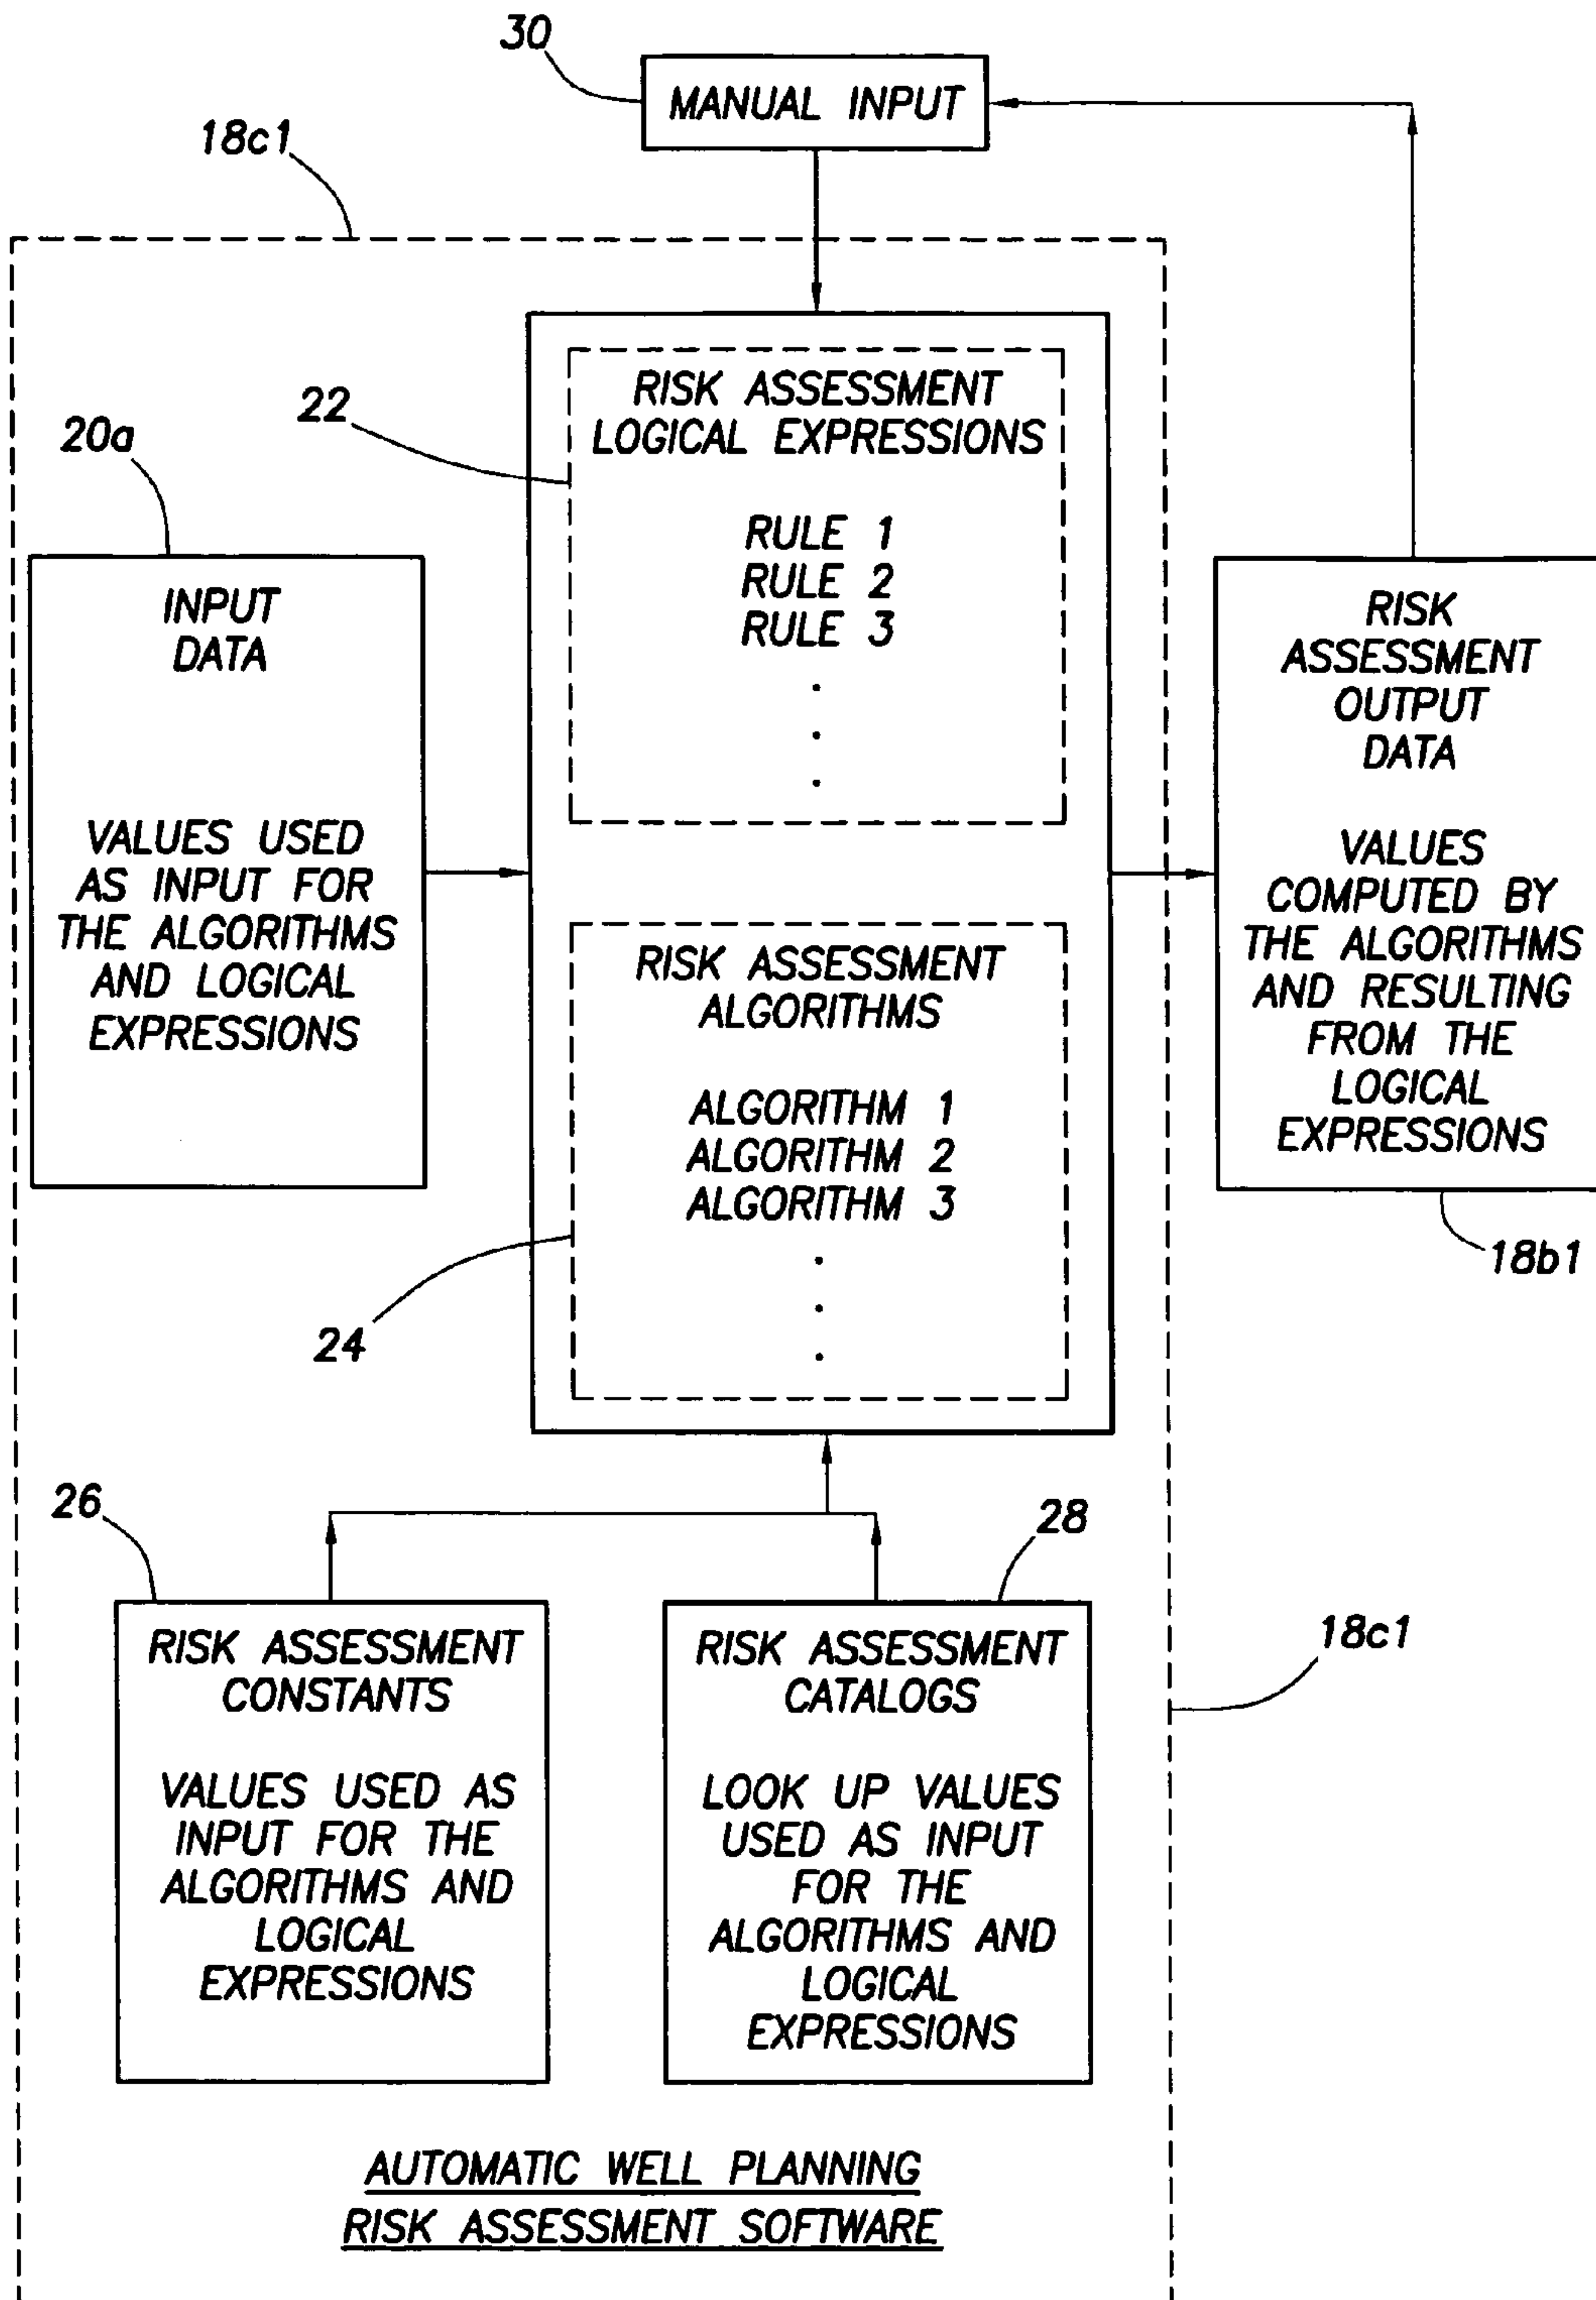 30
MANUAL INPUT
18c1
22
RISK ASSESSMENT
LOGICAL EXPRESSIONS
RULE 1
RULE 2
RULE 3
.
.
.
20a
INPUT
DATA
VALUES USED
AS INPUT FOR
THE ALGORITHMS
AND LOGICAL
EXPRESSIONS
RISK ASSESSMENT
ALGORITHMS
ALGORITHM 1
ALGORITHM 2
ALGORITHM 3
.
.
.
24
RISK
ASSESSMENT
OUTPUT
DATA
VALUES
COMPUTED BY
THE ALGORITHMS
AND RESULTING
FROM THE
LOGICAL
EXPRESSIONS
18b1
26
RISK ASSESSMENT
CONSTANTS
VALUES USED AS
INPUT FOR THE
ALGORITHMS AND
LOGICAL
EXPRESSIONS
28
RISK ASSESSMENT
CATALOGS
LOOK UP VALUES
USED AS INPUT
FOR THE
ALGORITHMS AND
LOGICAL
EXPRESSIONS
18c1
AUTOMATIC WELL PLANNING
RISK ASSESSMENT SOFTWARE